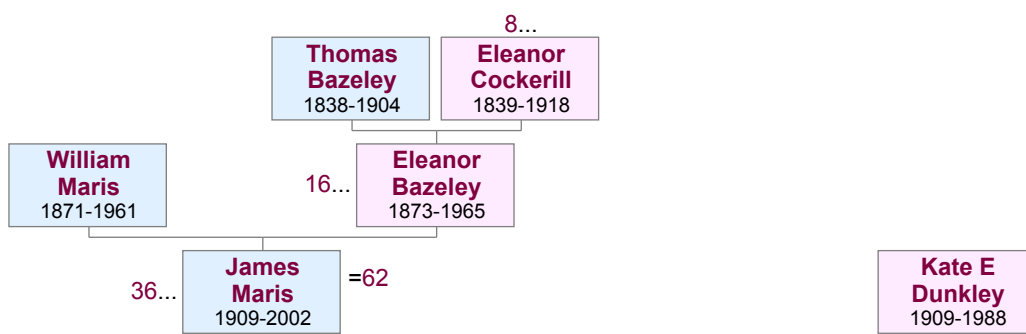 8...
Thomas
Bazeley
1838-1904
Eleanor
Cockerill
1839-1918
William
Maris
1871-1961
16...
Eleanor
Bazeley
1873-1965
36...
James
Maris
1909-2002
=62
Kate E
Dunkley
1909-1988